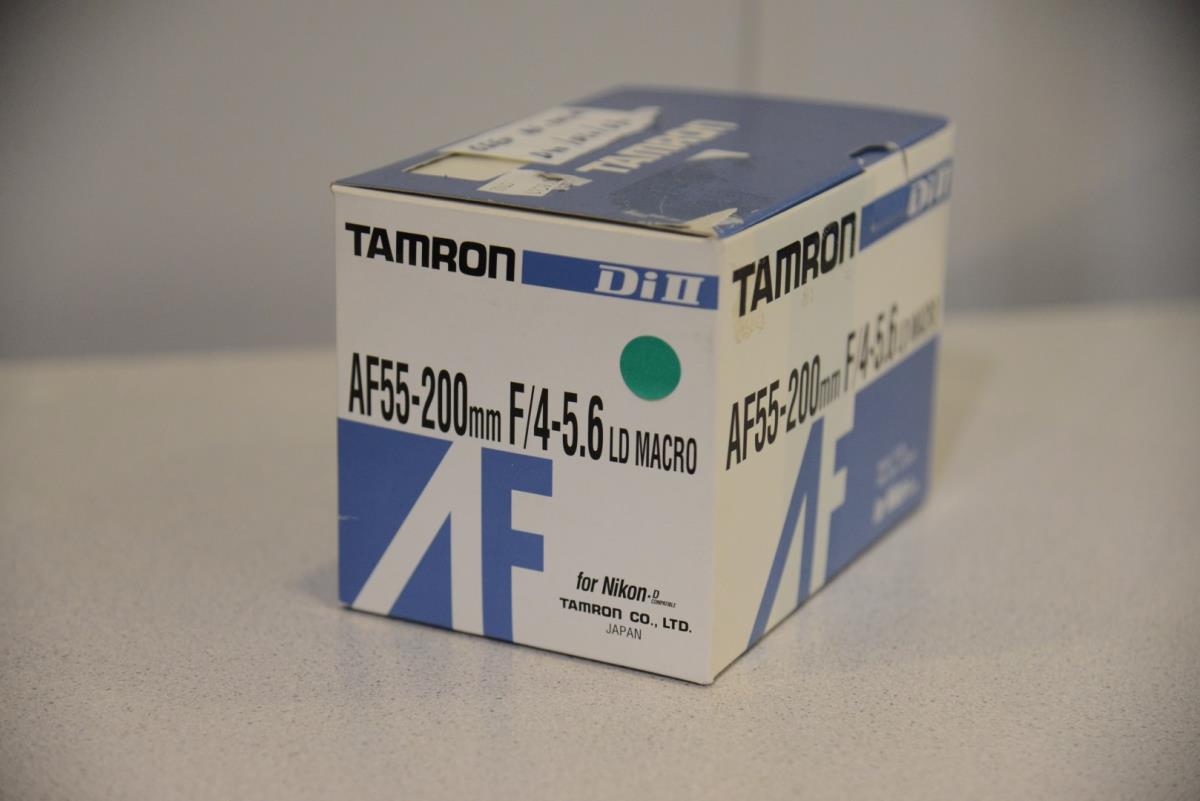 TAMRON
TAMRON Di II
AF55-200mm F/4-5.6 LD MACRO
AF
for Nikon-D
COMPATIBLE
TAMRON CO., LTD.
JAPAN
TAMRON Di II
AF55-200mm F/4-5.6 LD MACRO
AF